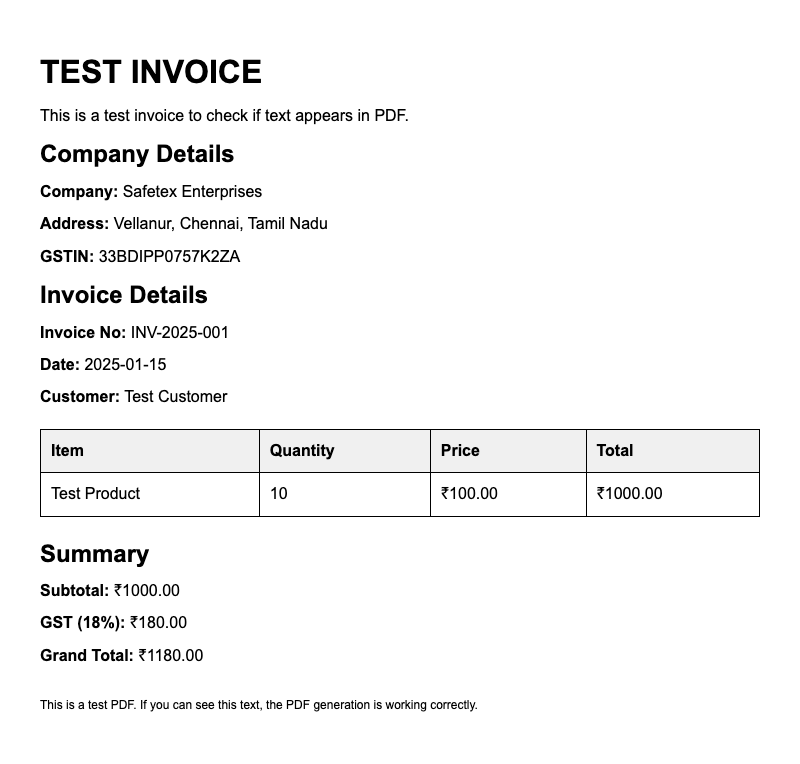 TEST INVOICE
This is a test invoice to check if text appears in PDF.
Company Details
Company: Safetex Enterprises
Address: Vellanur, Chennai, Tamil Nadu
GSTIN: 33BDIPP0757K2ZA
Invoice Details
Invoice No: INV-2025-001
Date: 2025-01-15
Customer: Test Customer
Item Quantity Price Total
Test Product 10 ₹100.00 ₹1000.00
Summary
Subtotal: ₹1000.00
GST (18%): ₹180.00
Grand Total: ₹1180.00
This is a test PDF. If you can see this text, the PDF generation is working correctly.